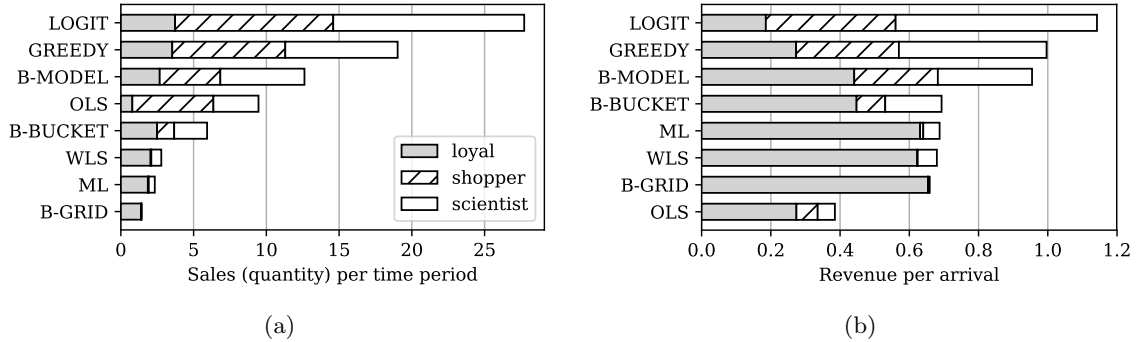 LOGIT
GREEDY
B-MODEL
OLS
B-BUCKET
WLS
ML
B-GRID
loyal
shopper
scientist
0 5 10 15 20 25
Sales (quantity) per time period
(a)
LOGIT
GREEDY
B-MODEL
B-BUCKET
ML
WLS
B-GRID
OLS
0.0 0.2 0.4 0.6 0.8 1.0 1.2
Revenue per arrival
(b)